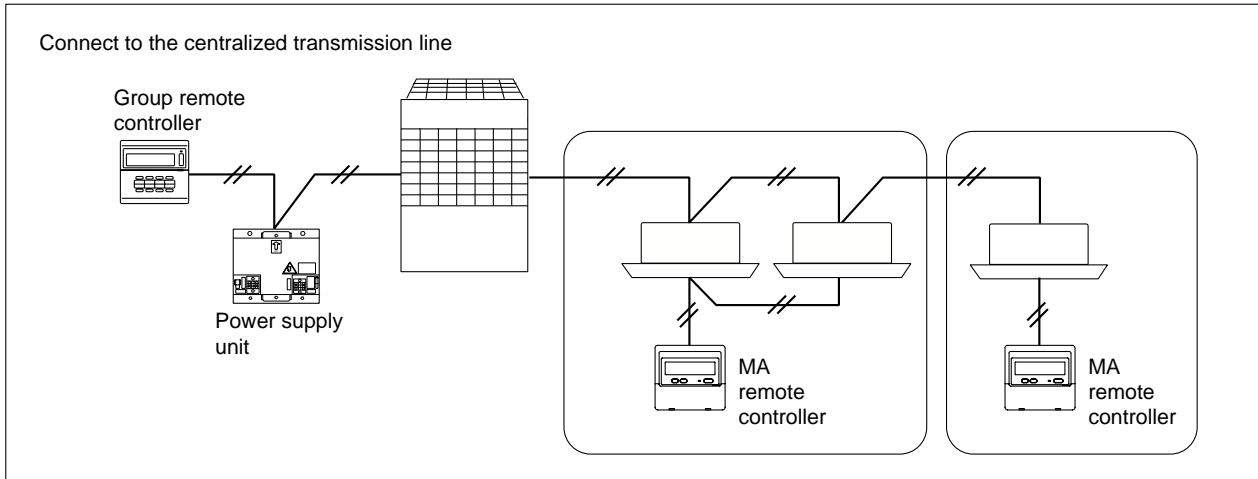 Connect to the centralized transmission line
Group remote
controller
Power supply
unit
MA
remote
controller
MA
remote
controller